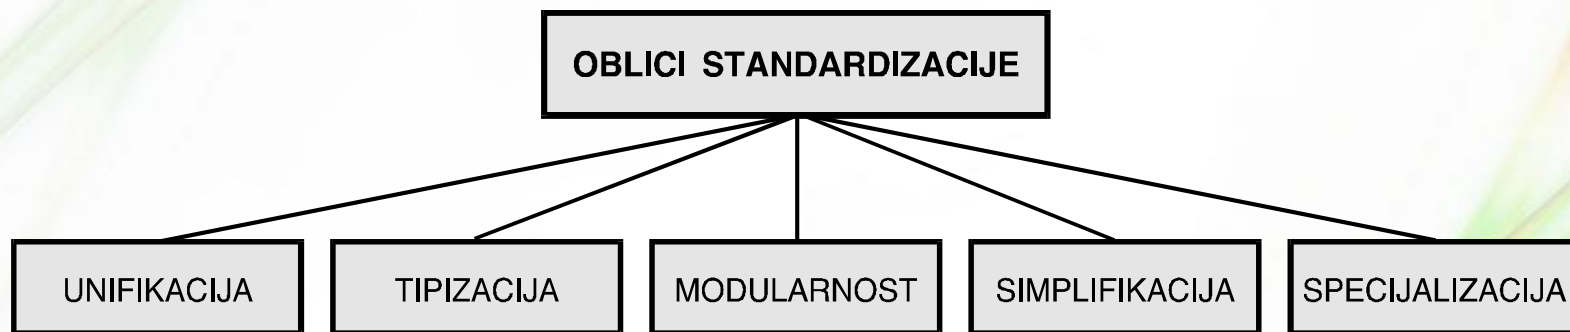 OBLICI STANDARDIZACIJE
UNIFIKACIJA
TIPIZACIJA
MODULARNOST
SIMPLIFIKACIJA
SPECIJALIZACIJA